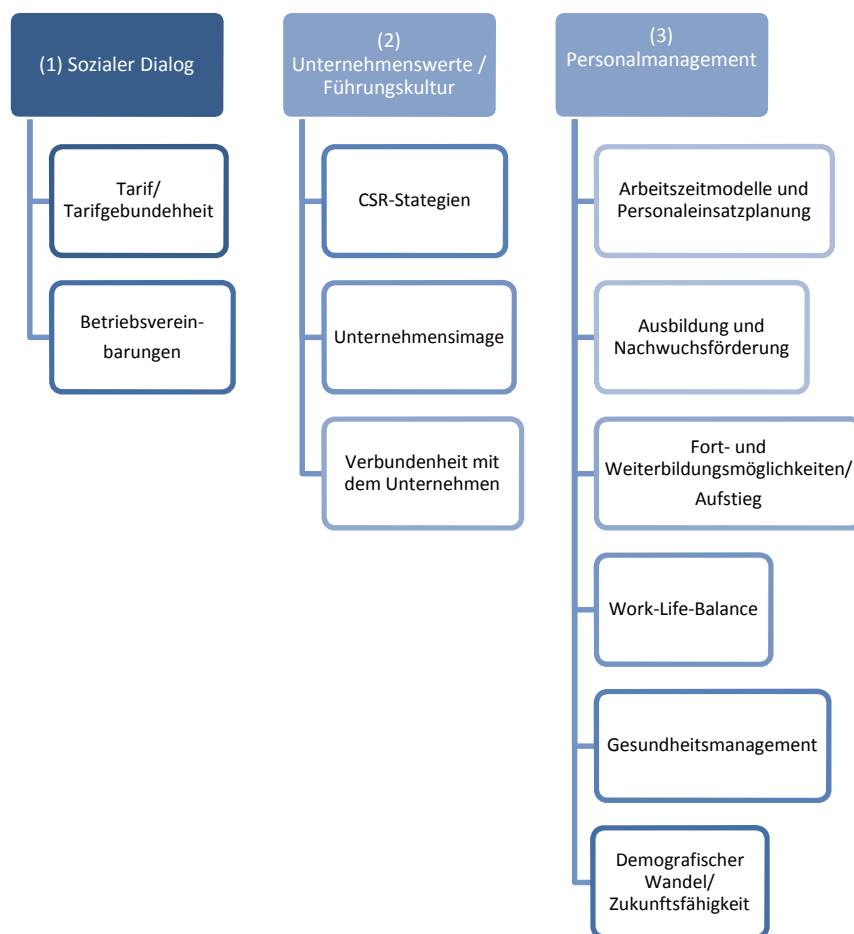 (1) Sozialer Dialog
Tarif/
Tarifgebundehheit
Betriebsverein-
barungen
(2)
Unternehmenswerte /
Führungskultur
CSR-Stategien
Unternehmensimage
Verbundenheit mit
dem Unternehmen
(3)
Personalmanagement
Arbeitszeitmodelle und
Personaleinsatzplanung
Ausbildung und
Nachwuchsförderung
Fort- und
Weiterbildungsmöglichkeiten/
Aufstieg
Work-Life-Balance
Gesundheitsmanagement
Demografischer
Wandel/
Zukunftsfähigkeit